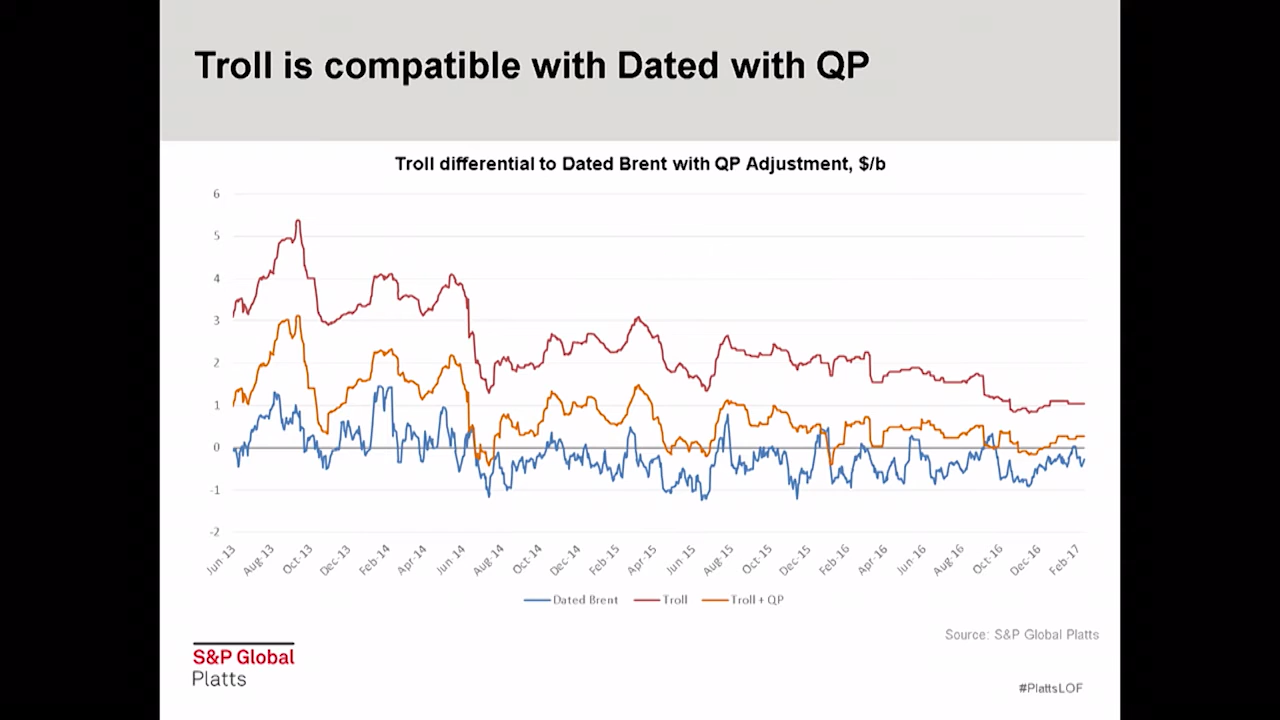 Troll is compatible with Dated with QP
Troll differential to Dated Brent with QP Adjustment, $/b
6
5
4
3
2
1
0
-1
-2
Jun-13
Aug-13
Oct-13
Dec-13
Feb-14
Apr-14
Jun-14
Aug-14
Oct-14
Dec-14
Feb-15
Apr-15
Jun-15
Aug-15
Oct-15
Dec-15
Feb-16
Apr-16
Jun-16
Aug-16
Oct-16
Dec-16
Feb-17
Dated Brent Troll Troll + QP
Source: S&P Global Platts
S&P Global
Platts
#PlattsLOF